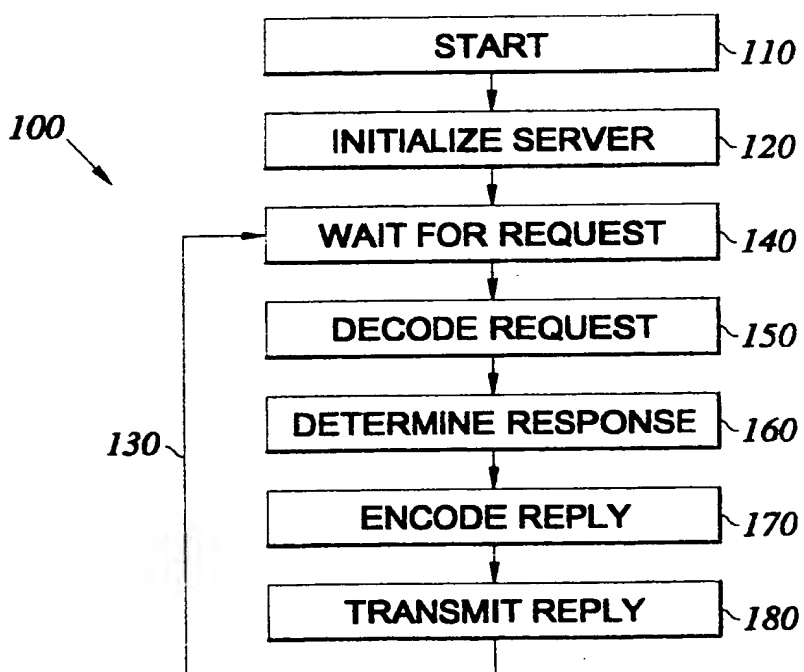 START 110
100
INITIALIZE SERVER 120
WAIT FOR REQUEST 140
DECODE REQUEST 150
DETERMINE RESPONSE 160
130
ENCODE REPLY 170
TRANSMIT REPLY 180